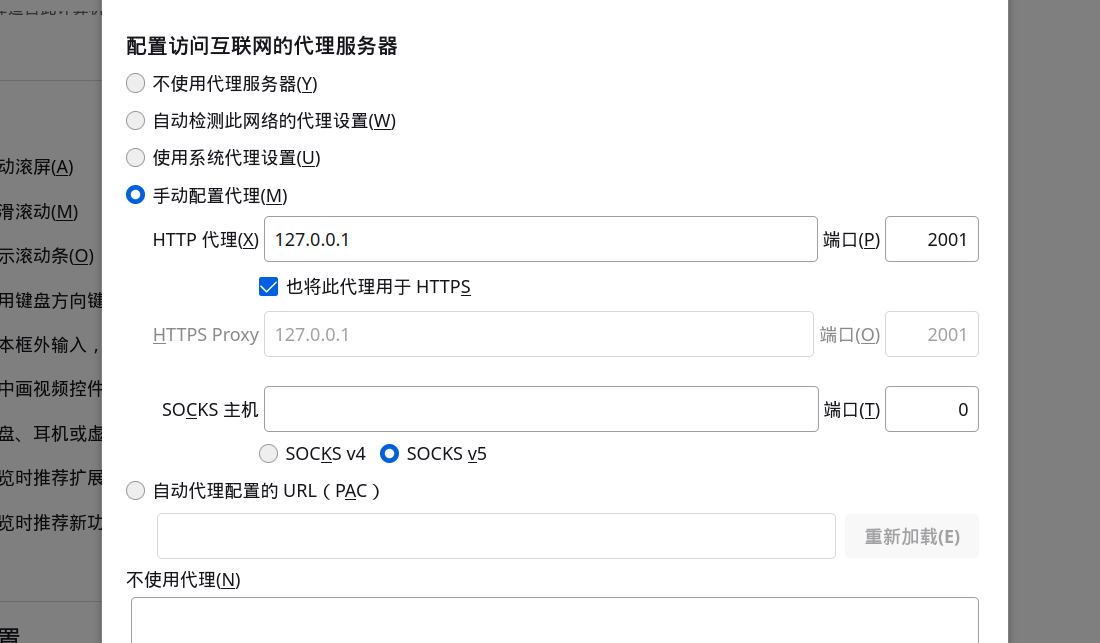 配置访问互联网的代理服务器
不使用代理服务器(Y)
自动检测此网络的代理设置(W)
动滚屏(A)
使用系统代理设置(U)
手动配置代理(M)
滑滚动(M)
HTTP 代理(X) 127.0.0.1 端口(P) 2001
示滚动条(O)
也将此代理用于 HTTPS
用键盘方向键
HTTPS Proxy 127.0.0.1 端口(O) 2001
本框外输入，
中画视频控件
SOCKS 主机 端口(T) 0
盘、耳机或虚
SOCKS v4 SOCKS v5
览时推荐扩展
自动代理配置的 URL（PAC）
览时推荐新功
重新加载(E)
不使用代理(N)
置